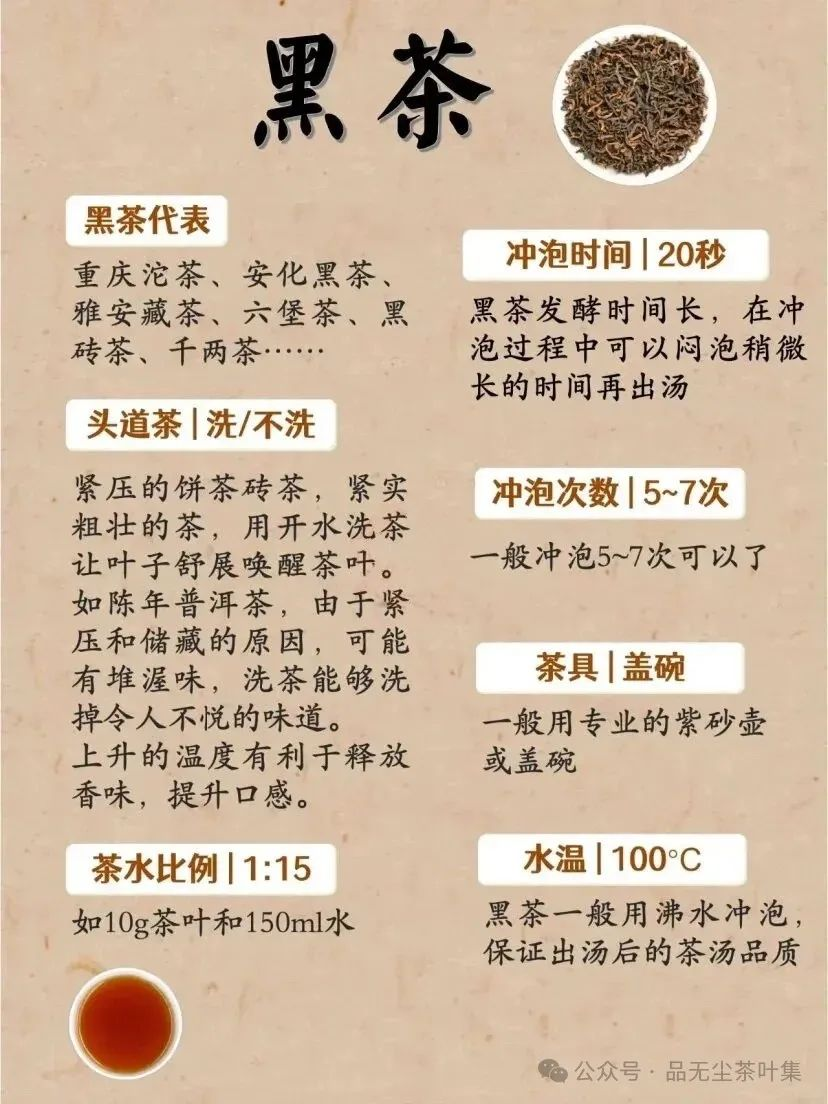 黑茶
黑茶代表
重庆沱茶、安化黑茶、
雅安藏茶、六堡茶、黑
砖茶、千两茶……
头道茶|洗/不洗
紧压的饼茶砖茶，紧实
粗壮的茶，用开水洗茶
让叶子舒展唤醒茶叶。
如陈年普洱茶，由于紧
压和储藏的原因，可能
有堆渥味，洗茶能够洗
掉令人不悦的味道。
上升的温度有利于释放
香味，提升口感。
茶水比例|1:15
如10g茶叶和150ml水
冲泡时间|20秒
黑茶发酵时间长，在冲
泡过程中可以闷泡稍微
长的时间再出汤
冲泡次数|5~7次
一般冲泡5~7次可以了
茶具|盖碗
一般用专业的紫砂壶
或盖碗
水温|100°C
黑茶一般用沸水冲泡，
保证出汤后的茶汤品质
公众号·品无尘茶叶集